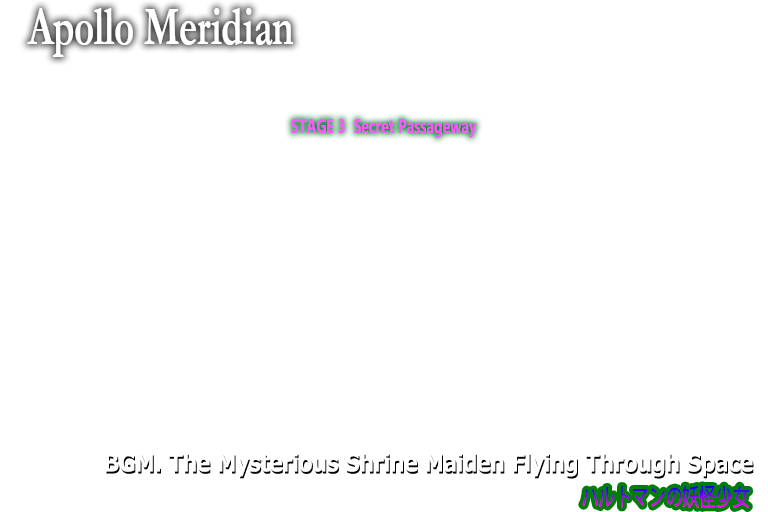 Apollo Meridian
STAGE 3 Secret Passageway
BGM. The Mysterious Shrine Maiden Flying Through Space
ハルトマンの妖怪少女